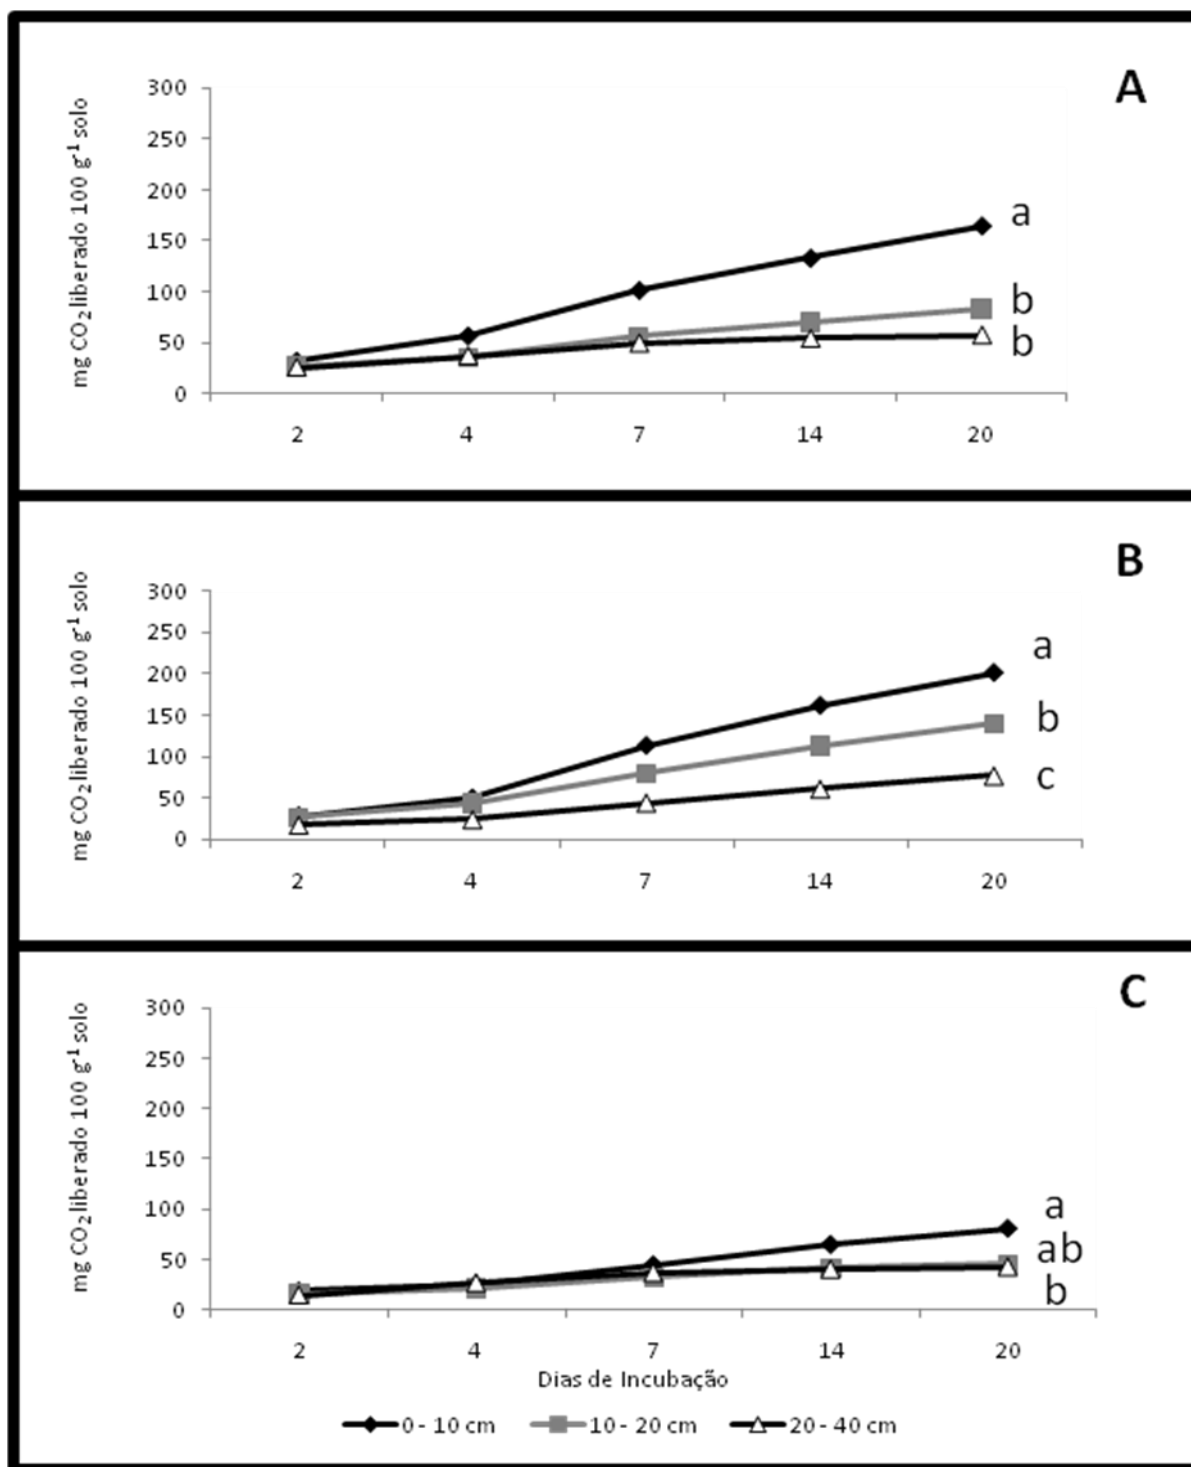 A
mg CO₂ liberado 100 g⁻¹ solo
300
250
200
150
100
50
0
a
b
b
2 4 7 14 20
B
mg CO₂ liberado 100 g⁻¹ solo
300
250
200
150
100
50
0
a
b
c
2 4 7 14 20
C
mg CO₂ liberado 100 g⁻¹ solo
300
250
200
150
100
50
0
a
ab
b
2 4 7 14 20
Dias de Incubação
0 - 10 cm 10 - 20 cm 20 - 40 cm